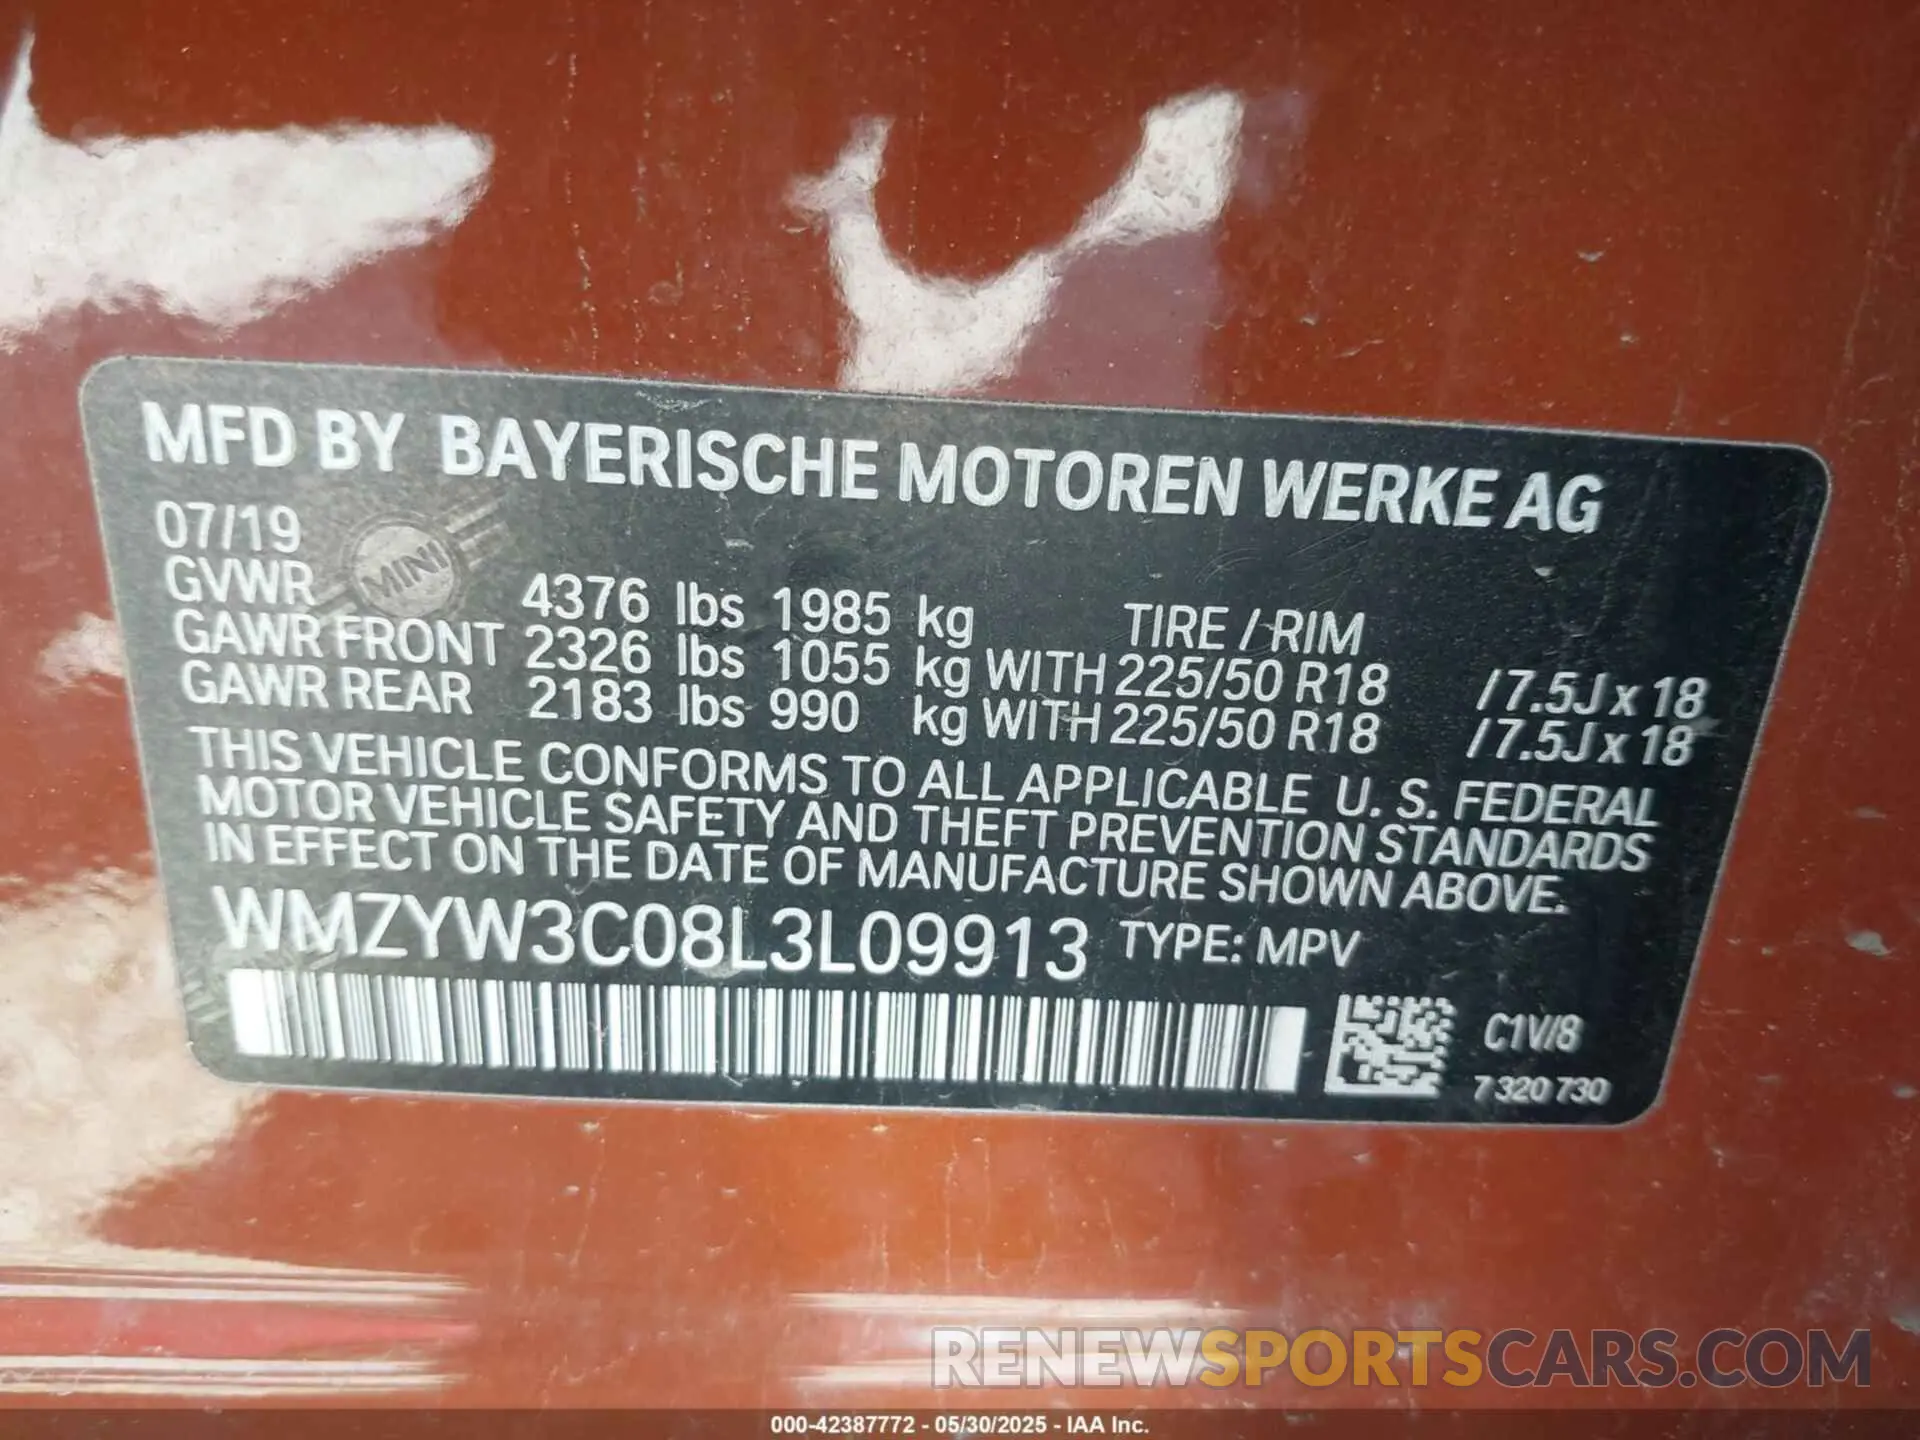 MFD BY BAYERISCHE MOTOREN WERKE AG
07/19
MINI
GVWR 4376 lbs 1985 kg TIRE / RIM
GAWR FRONT 2326 lbs 1055 kg WITH 225/50 R18 / 7.5J x 18
GAWR REAR 2183 lbs 990 kg WITH 225/50 R18 / 7.5J x 18
THIS VEHICLE CONFORMS TO ALL APPLICABLE U. S. FEDERAL
MOTOR VEHICLE SAFETY AND THEFT PREVENTION STANDARDS
IN EFFECT ON THE DATE OF MANUFACTURE SHOWN ABOVE.
WMZYW3C08L3L09913 TYPE: MPV
C1V/8
7 320 730
RENEWSPORTSCARS.COM
000-42387772 - 05/30/2025 - IAA Inc.